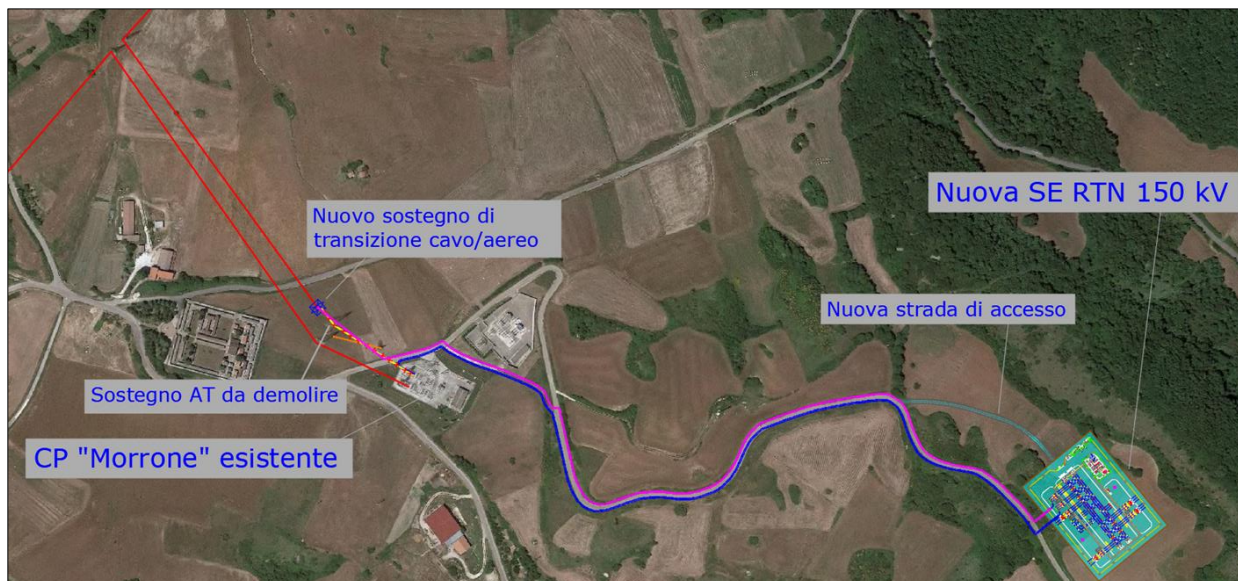 Nuova SE RTN 150 kV
Nuovo sostegno di
transizione cavo/aereo
Nuova strada di accesso
Sostegno AT da demolire
CP "Morrone" esistente